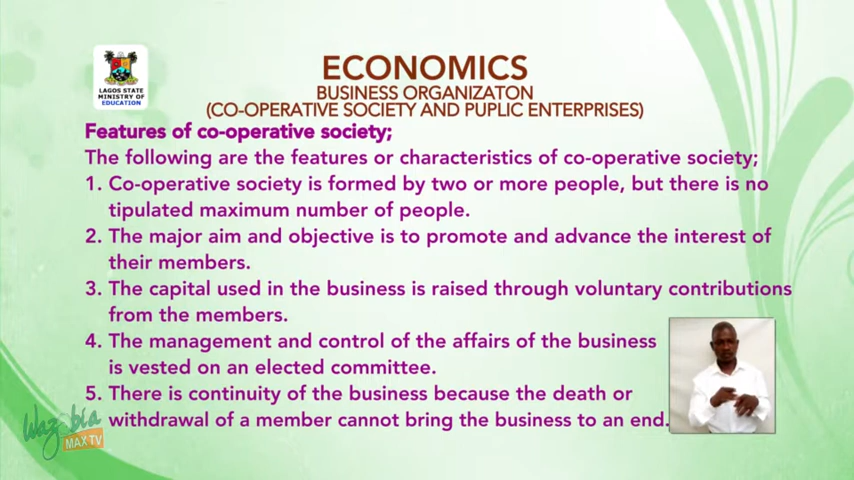 LAGOS STATE
MINISTRY OF
EDUCATION
ECONOMICS
BUSINESS ORGANIZATON
(CO-OPERATIVE SOCIETY AND PUPLIC ENTERPRISES)
Features of co-operative society;
The following are the features or characteristics of co-operative society;
1. Co-operative society is formed by two or more people, but there is no
tipulated maximum number of people.
2. The major aim and objective is to promote and advance the interest of
their members.
3. The capital used in the business is raised through voluntary contributions
from the members.
4. The management and control of the affairs of the business
is vested on an elected committee.
5. There is continuity of the business because the death or
withdrawal of a member cannot bring the business to an end.
Wazobia
MAX TV